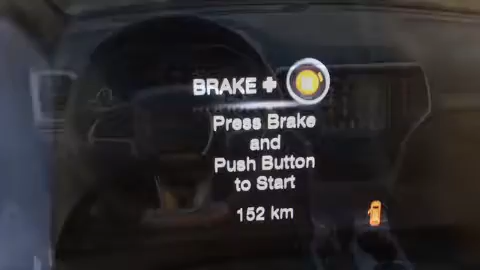 BRAKE +
Press Brake
and
Push Button
to Start
152 km